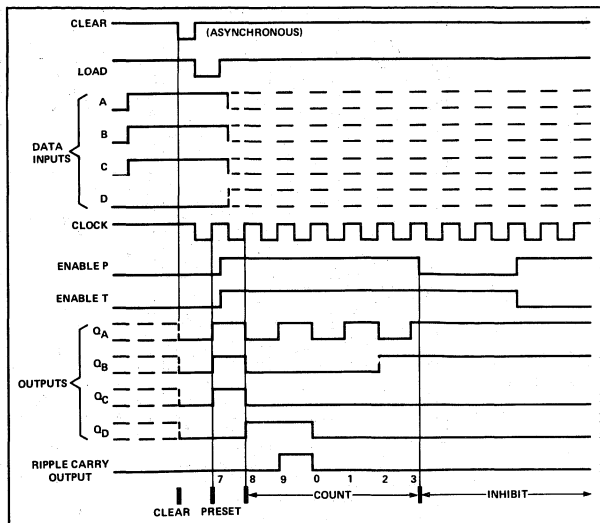 CLEAR
(ASYNCHRONOUS)
LOAD
A
B
DATA
INPUTS
C
D
CLOCK
ENABLE P
ENABLE T
QA
QB
OUTPUTS
QC
QD
RIPPLE CARRY
OUTPUT
7 8 9 0 1 2 3
COUNT
INHIBIT
CLEAR PRESET